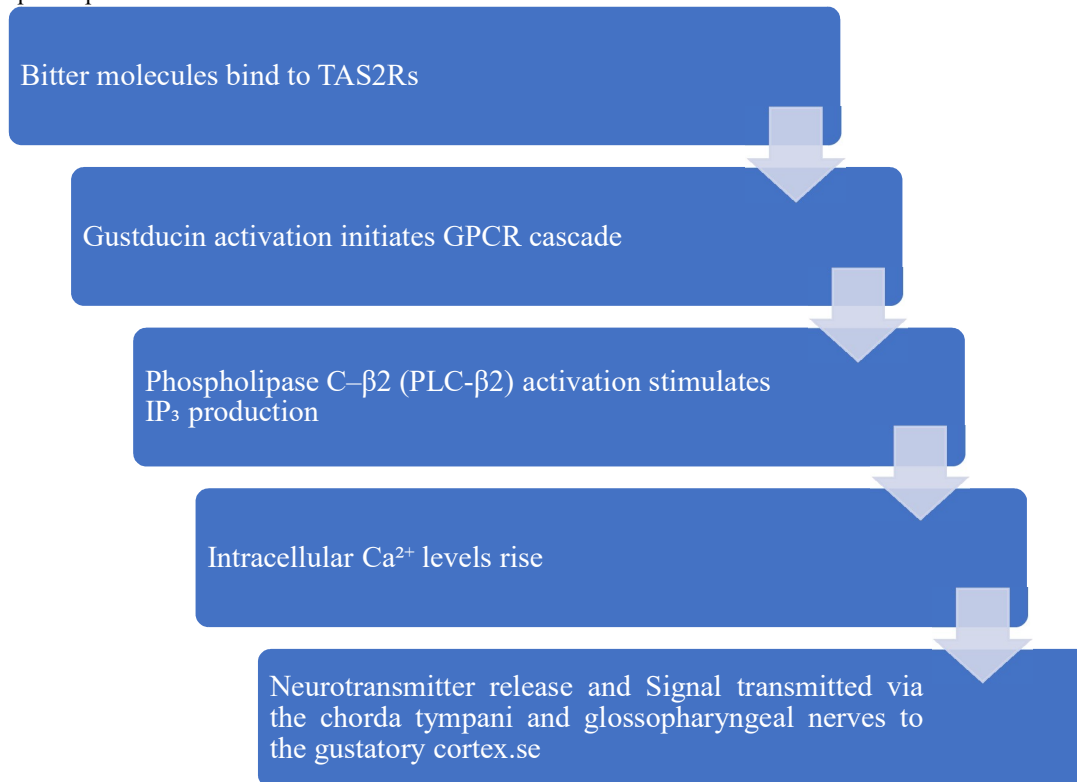 Bitter molecules bind to TAS2Rs
Gustducin activation initiates GPCR cascade
Phospholipase C–β2 (PLC-β2) activation stimulates
IP₃ production
Intracellular Ca²⁺ levels rise
Neurotransmitter release and Signal transmitted via
the chorda tympani and glossopharyngeal nerves to
the gustatory cortex.se